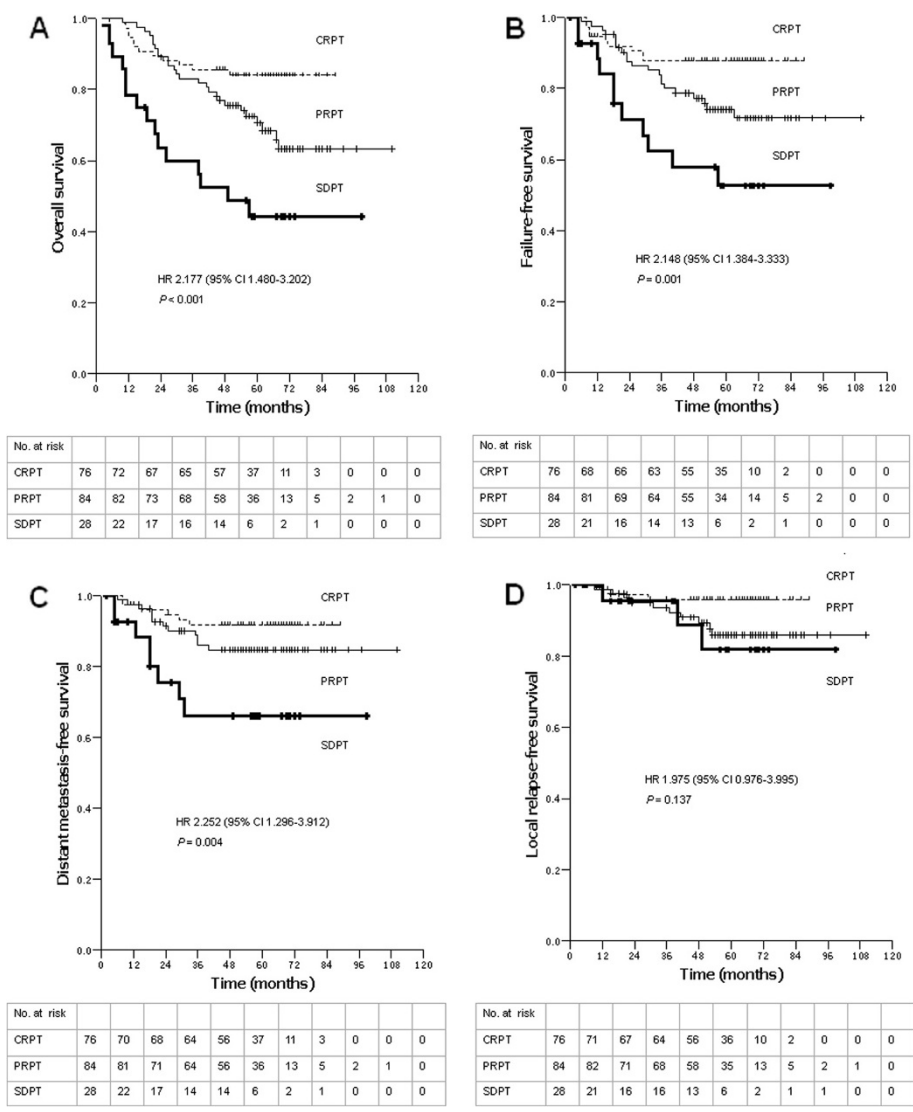 A
1.0
0.8
0.6
0.4
0.2
0.0
Overall survival
CRPT
PRPT
SDPT
HR 2.177 (95% CI 1.480-3.202)
P < 0.001
0 12 24 36 48 60 72 84 96 108 120
Time (months)
No. at risk
CRPT 76 72 67 65 57 37 11 3 0 0 0
PRPT 84 82 73 68 58 36 13 5 2 1 0
SDPT 28 22 17 16 14 6 2 1 0 0 0
B
1.0
0.8
0.6
0.4
0.2
0.0
Failure-free survival
CRPT
PRPT
SDPT
HR 2.148 (95% CI 1.384-3.333)
P = 0.001
0 12 24 36 48 60 72 84 96 108 120
Time (months)
No. at risk
CRPT 76 68 66 63 55 35 10 2 0 0 0
PRPT 84 81 69 64 55 34 14 5 2 0
SDPT 28 21 16 14 13 6 2 1 0 0 0
C
1.0
0.8
0.6
0.4
0.2
0.0
Distant metastasis-free survival
CRPT
PRPT
SDPT
HR 2.252 (95% CI 1.296-3.912)
P = 0.004
0 12 24 36 48 60 72 84 96 108 120
Time (months)
No. at risk
CRPT 76 70 68 64 56 37 11 3 0 0 0
PRPT 84 81 71 64 56 36 13 5 2 1 0
SDPT 28 22 17 14 14 6 2 1 0 0 0
D
1.0
0.8
0.6
0.4
0.2
0.0
Local relapse-free survival
CRPT
PRPT
SDPT
HR 1.975 (95% CI 0.976-3.995)
P = 0.137
0 12 24 36 48 60 72 84 96 108 120
Time (months)
No. at risk
CRPT 76 71 67 64 56 36 10 2 0 0 0
PRPT 84 82 71 68 58 35 13 5 2 1 0
SDPT 28 21 16 16 13 6 2 1 1 0 0